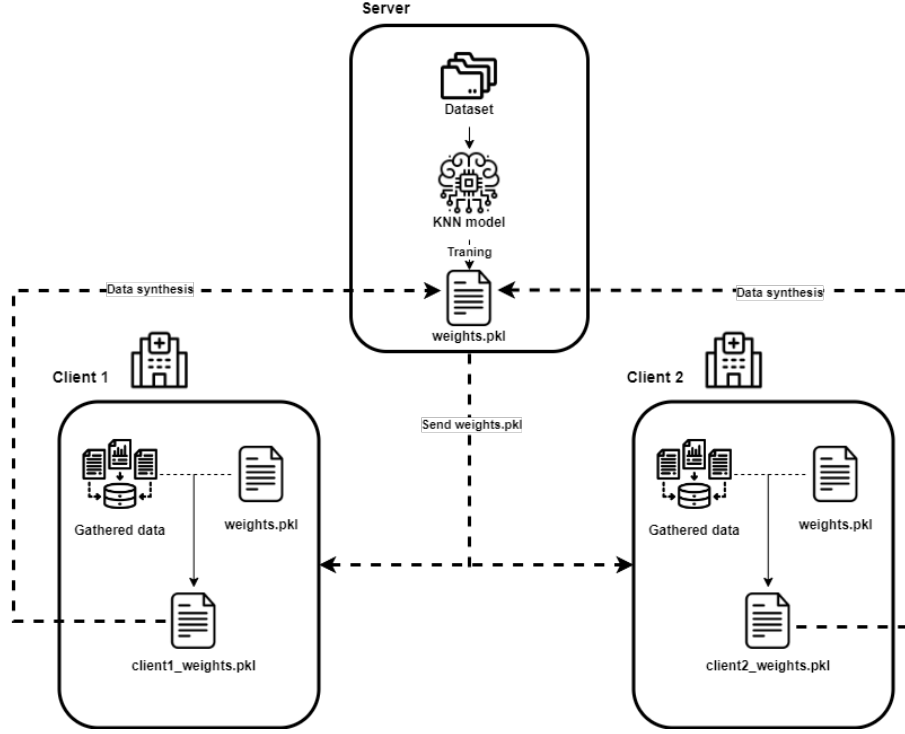 Server
Dataset
KNN model
Traning
Data synthesis
Data synthesis
weights.pkl
Client 1
Client 2
Send weights.pkl
Gathered data
weights.pkl
Gathered data
weights.pkl
client1_weights.pkl
client2_weights.pkl